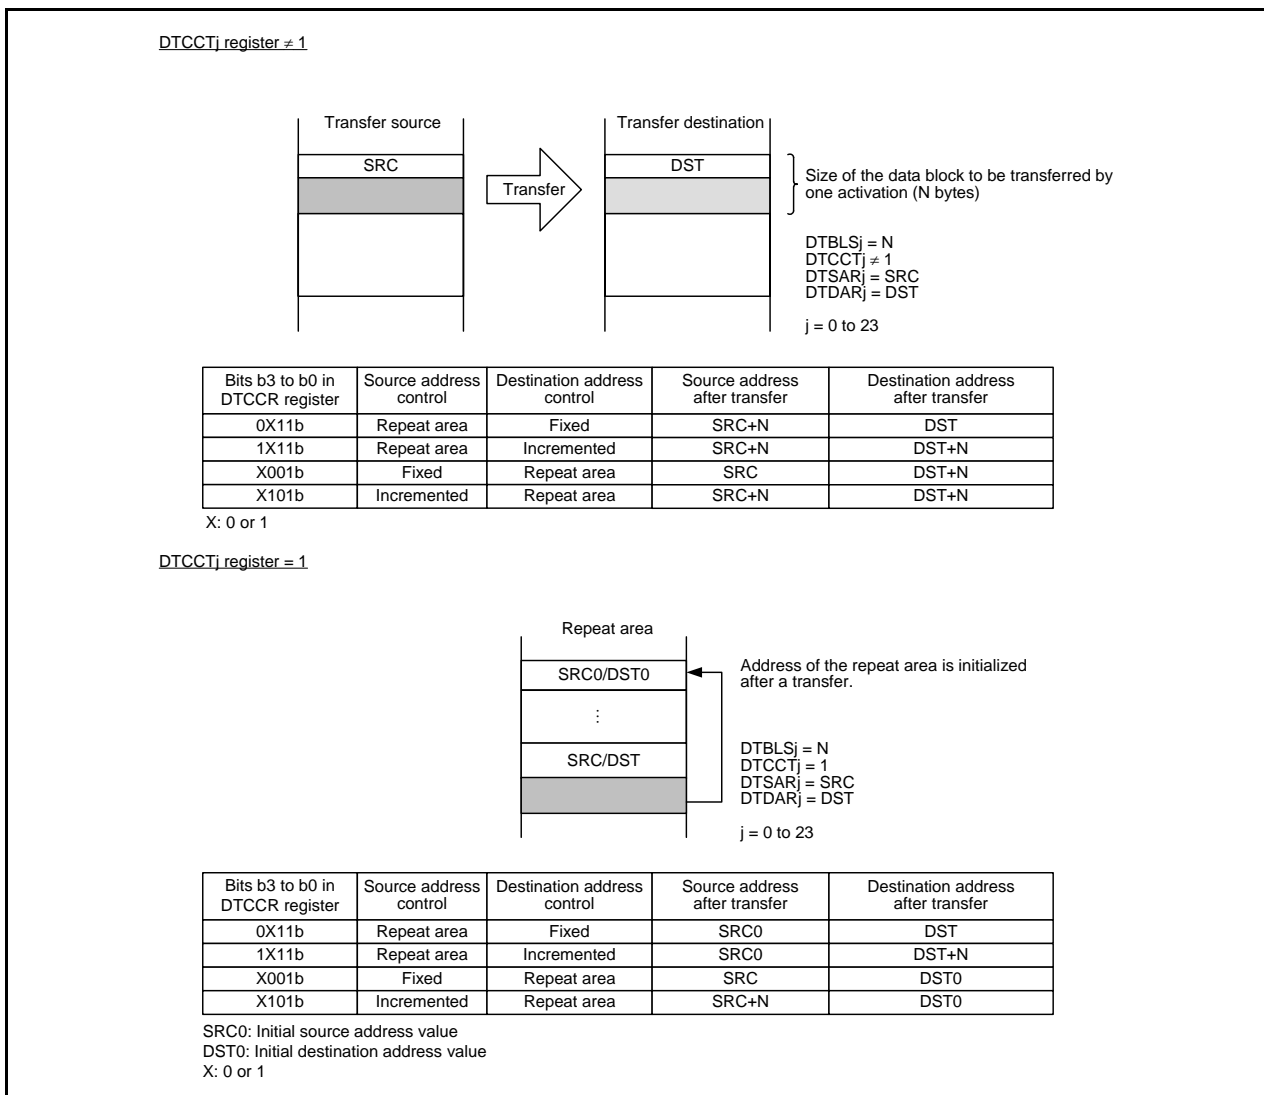 DTCCTj register ≠ 1
Transfer source
Transfer destination
SRC
DST
Transfer
Size of the data block to be transferred by
one activation (N bytes)
DTBLSj = N
DTCCTj ≠ 1
DTSARj = SRC
DTDARj = DST
j = 0 to 23
Bits b3 to b0 in DTCCR register | Source address control | Destination address control | Source address after transfer | Destination address after transfer
0X11b | Repeat area | Fixed | SRC+N | DST
1X11b | Repeat area | Incremented | SRC+N | DST+N
X001b | Fixed | Repeat area | SRC | DST+N
X101b | Incremented | Repeat area | SRC+N | DST+N
X: 0 or 1
DTCCTj register = 1
Repeat area
SRC0/DST0
⋮
SRC/DST
Address of the repeat area is initialized
after a transfer.
DTBLSj = N
DTCCTj = 1
DTSARj = SRC
DTDARj = DST
j = 0 to 23
Bits b3 to b0 in DTCCR register | Source address control | Destination address control | Source address after transfer | Destination address after transfer
0X11b | Repeat area | Fixed | SRC0 | DST
1X11b | Repeat area | Incremented | SRC0 | DST+N
X001b | Fixed | Repeat area | SRC | DST0
X101b | Incremented | Repeat area | SRC+N | DST0
SRC0: Initial source address value
DST0: Initial destination address value
X: 0 or 1